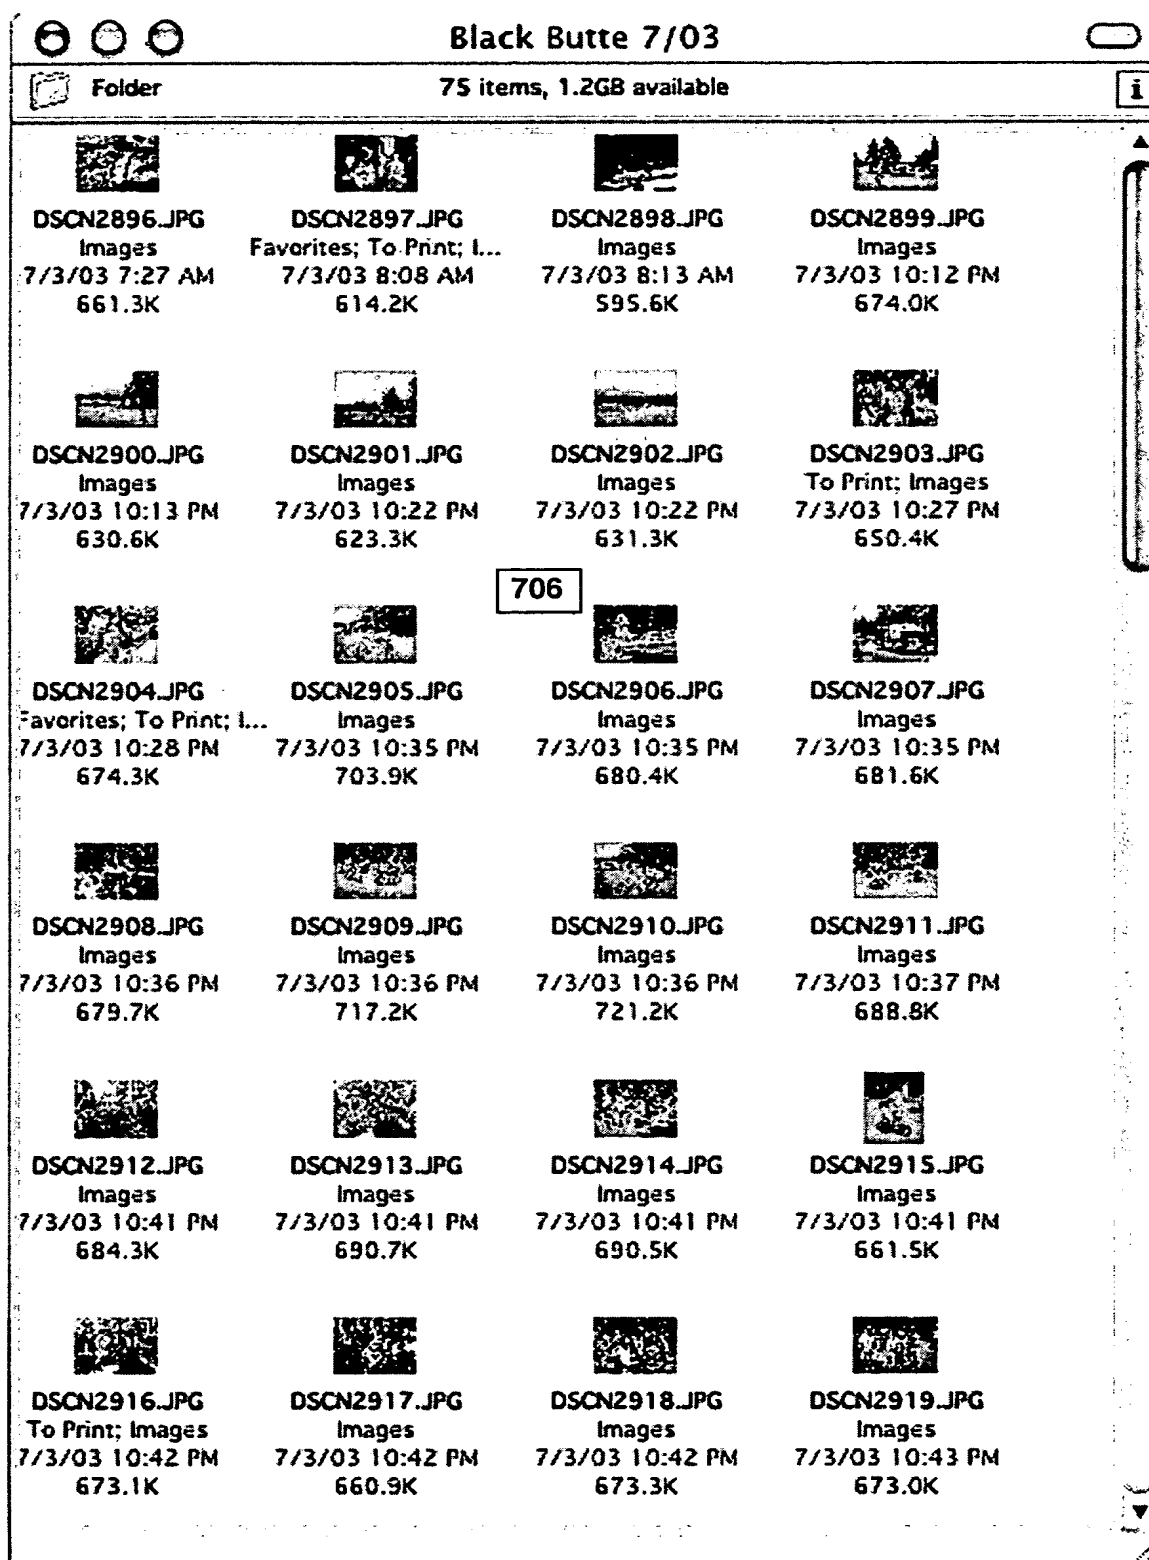 Black Butte 7/03
Folder 75 items, 1.2GB available i
DSCN2896.JPG DSCN2897.JPG DSCN2898.JPG DSCN2899.JPG
Images Favorites; To Print; I... Images Images
7/3/03 7:27 AM 7/3/03 8:08 AM 7/3/03 8:13 AM 7/3/03 10:12 PM
661.3K 614.2K 595.6K 674.0K
DSCN2900.JPG DSCN2901.JPG DSCN2902.JPG DSCN2903.JPG
Images Images Images To Print; Images
7/3/03 10:13 PM 7/3/03 10:22 PM 7/3/03 10:22 PM 7/3/03 10:27 PM
630.6K 623.3K 631.3K 650.4K
706
DSCN2904.JPG DSCN2905.JPG DSCN2906.JPG DSCN2907.JPG
Favorites; To Print; I... Images Images Images
7/3/03 10:28 PM 7/3/03 10:35 PM 7/3/03 10:35 PM 7/3/03 10:35 PM
674.3K 703.9K 680.4K 681.6K
DSCN2908.JPG DSCN2909.JPG DSCN2910.JPG DSCN2911.JPG
Images Images Images Images
7/3/03 10:36 PM 7/3/03 10:36 PM 7/3/03 10:36 PM 7/3/03 10:37 PM
679.7K 717.2K 721.2K 688.8K
DSCN2912.JPG DSCN2913.JPG DSCN2914.JPG DSCN2915.JPG
Images Images Images Images
7/3/03 10:41 PM 7/3/03 10:41 PM 7/3/03 10:41 PM 7/3/03 10:41 PM
684.3K 690.7K 690.5K 661.5K
DSCN2916.JPG DSCN2917.JPG DSCN2918.JPG DSCN2919.JPG
To Print; Images Images Images Images
7/3/03 10:42 PM 7/3/03 10:42 PM 7/3/03 10:42 PM 7/3/03 10:43 PM
673.1K 660.9K 673.3K 673.0K